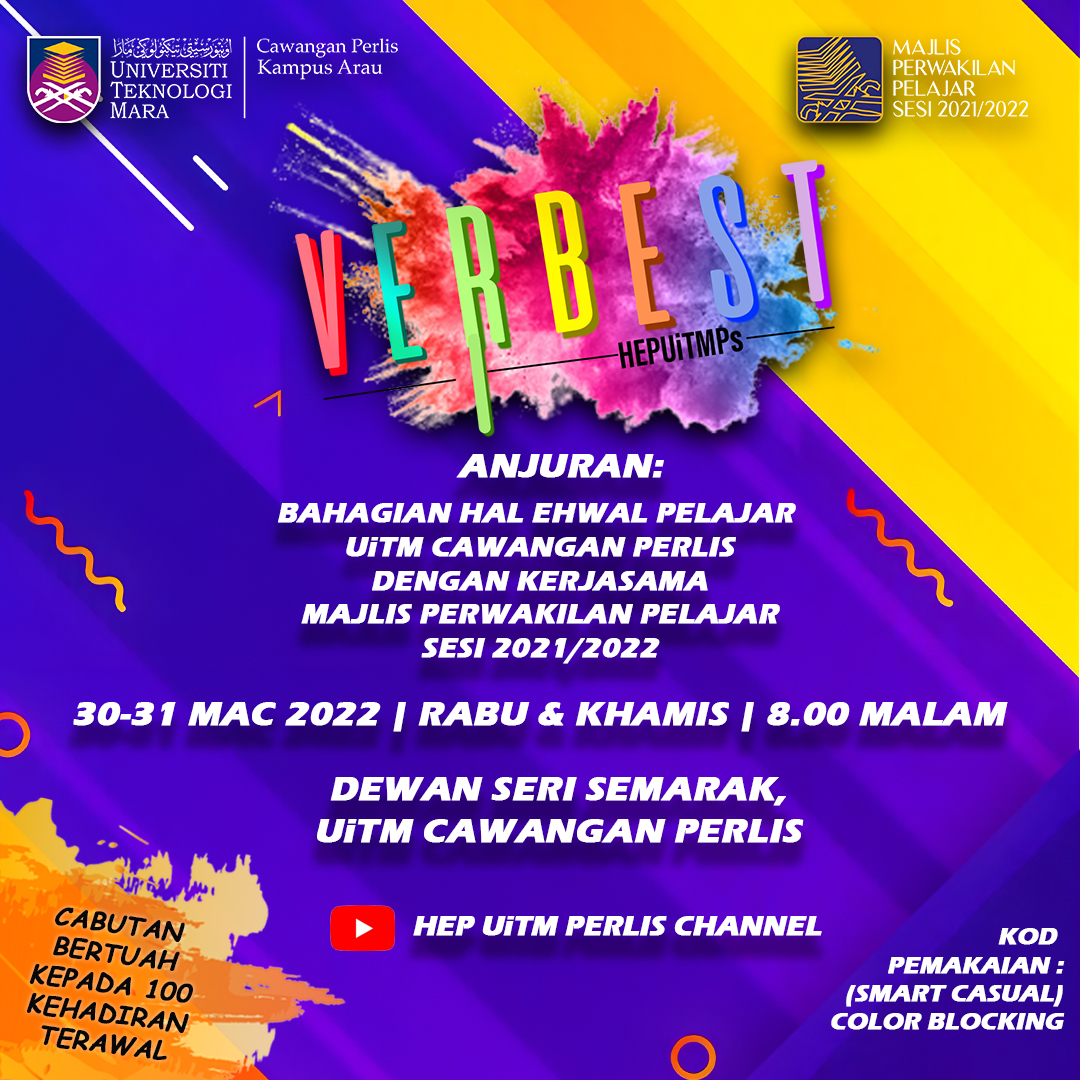 اونيۏرسيتي تيكنولوݢي مارا
UNIVERSITI
TEKNOLOGI
MARA
Cawangan Perlis
Kampus Arau
MAJLIS
PERWAKILAN
PELAJAR
SESI 2021/2022
VERBEST
HEPUiTMPs
ANJURAN:
BAHAGIAN HAL EHWAL PELAJAR
UiTM CAWANGAN PERLIS
DENGAN KERJASAMA
MAJLIS PERWAKILAN PELAJAR
SESI 2021/2022
30-31 MAC 2022 | RABU & KHAMIS | 8.00 MALAM
DEWAN SERI SEMARAK,
UiTM CAWANGAN PERLIS
HEP UiTM PERLIS CHANNEL
CABUTAN
BERTUAH
KEPADA 100
KEHADIRAN
TERAWAL
KOD
PEMAKAIAN :
(SMART CASUAL)
COLOR BLOCKING